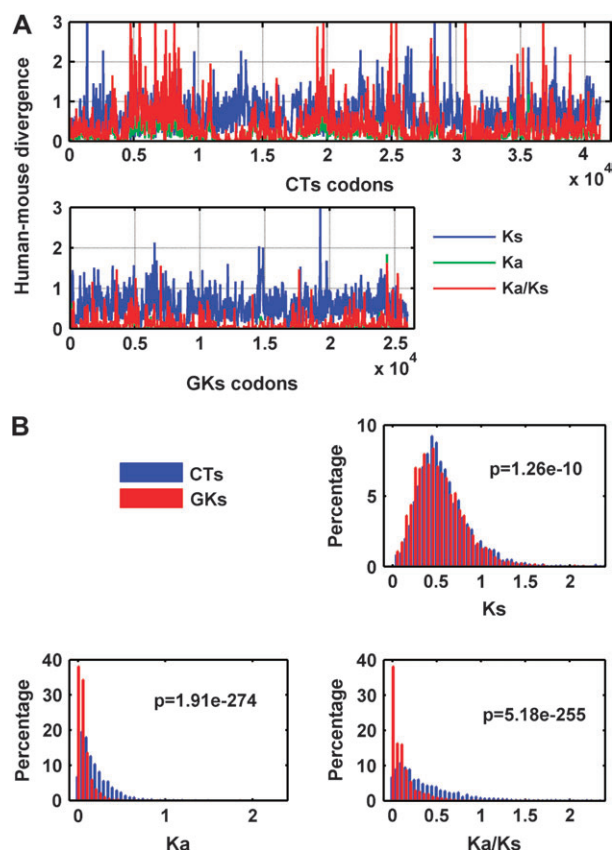 A
Human-mouse divergence
3
2
1
0
0 0.5 1 1.5 2 2.5 3 3.5 4
CTs codons
x 10^4
3
2
1
0
0 0.5 1 1.5 2 2.5
GKs codons
x 10^4
Ks
Ka
Ka/Ks
B
CTs
GKs
Percentage
10
5
0
p=1.26e-10
0 0.5 1 1.5 2
Ks
Percentage
40
30
20
10
0
p=1.91e-274
0 1 2
Ka
Percentage
40
30
20
10
0
p=5.18e-255
0 0.5 1 1.5 2
Ka/Ks